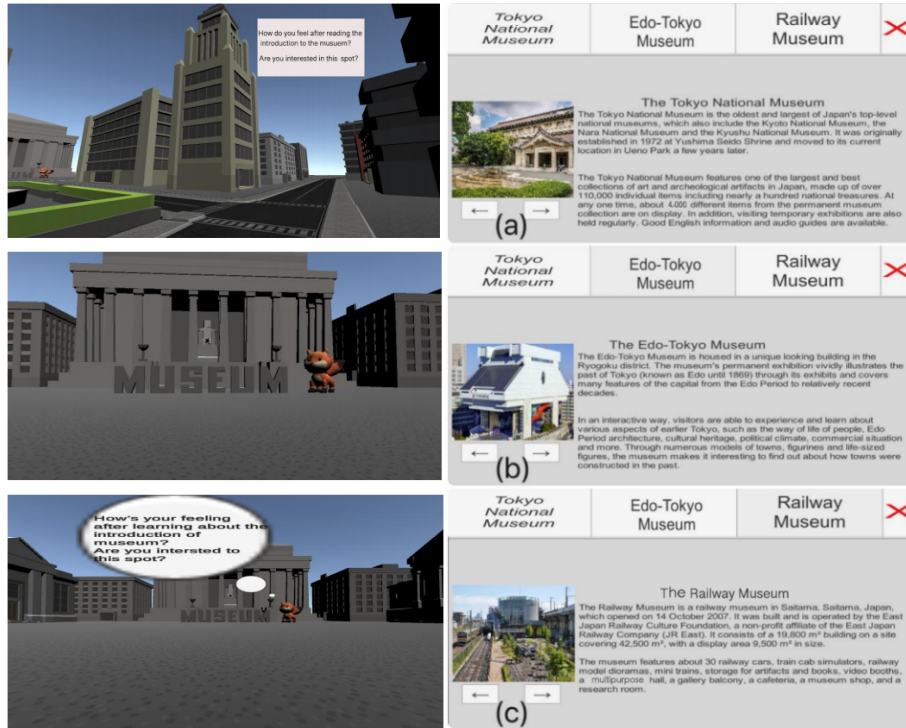 How do you feel after reading the
introduction to the musuem?
Are you interested in this spot?
Tokyo
National
Museum
Edo-Tokyo
Museum
Railway
Museum
The Tokyo National Museum
The Tokyo National Museum is the oldest and largest of Japan's top-level
national museums, which also include the Kyoto National Museum, the
Nara National Museum and the Kyushu National Museum. It was originally
established in 1972 at Yushima Seido Shrine and moved to its current
location in Ueno Park a few years later.
The Tokyo National Museum features one of the largest and best
collections of art and archeological artifacts in Japan, made up of over
110,000 individual items including nearly a hundred national treasures. At
any one time, about 4.000 different items from the permanent museum
collection are on display. In addition, visiting temporary exhibitions are also
held regularly. Good English information and audio guides are available.
(a)
MUSEUM
Tokyo
National
Museum
Edo-Tokyo
Museum
Railway
Museum
The Edo-Tokyo Museum
The Edo-Tokyo Museum is housed in a unique looking building in the
Ryogoku district. The museum's permanent exhibition vividly illustrates the
past of Tokyo (known as Edo until 1869) through its exhibits and covers
many features of the capital from the Edo Period to relatively recent
decades.
In an interactive way, visitors are able to experience and learn about
various aspects of earlier Tokyo, such as the way of life of people, Edo
Period architecture, cultural heritage, political climate, commercial situation
and more. Through numerous models of towns, figurines and life-sized
figures, the museum makes it interesting to find out about how towns were
constructed in the past.
(b)
How's your feeling
after learning about the
introduction of
museum?
Are you intersted to
this spot?
MUSEUM
Tokyo
National
Museum
Edo-Tokyo
Museum
Railway
Museum
The Railway Museum
The Railway Museum is a railway museum in Saitama, Saitama, Japan,
which opened on 14 October 2007. It was built and is operated by the East
Japan Railway Culture Foundation, a non-profit affiliate of the East Japan
Railway Company (JR East). It consists of a 19,800 m² building on a site
covering 42,500 m², with a display area 9,500 m² in size.
The museum features about 30 railway cars, train cab simulators, railway
model dioramas, mini trains, storage for artifacts and books, video booths,
a multipurpose hall, a gallery balcony, a cafeteria, a museum shop, and a
research room.
(c)